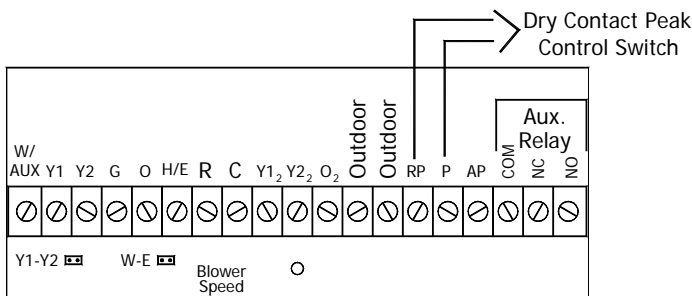 Dry Contact Peak
Control Switch
Aux.
Relay
W/
AUX Y1 Y2 G O H/E R C Y1₂ Y2₂ O₂ Outdoor Outdoor RP P AP COM NC NO
Y1-Y2 W-E
Blower
Speed